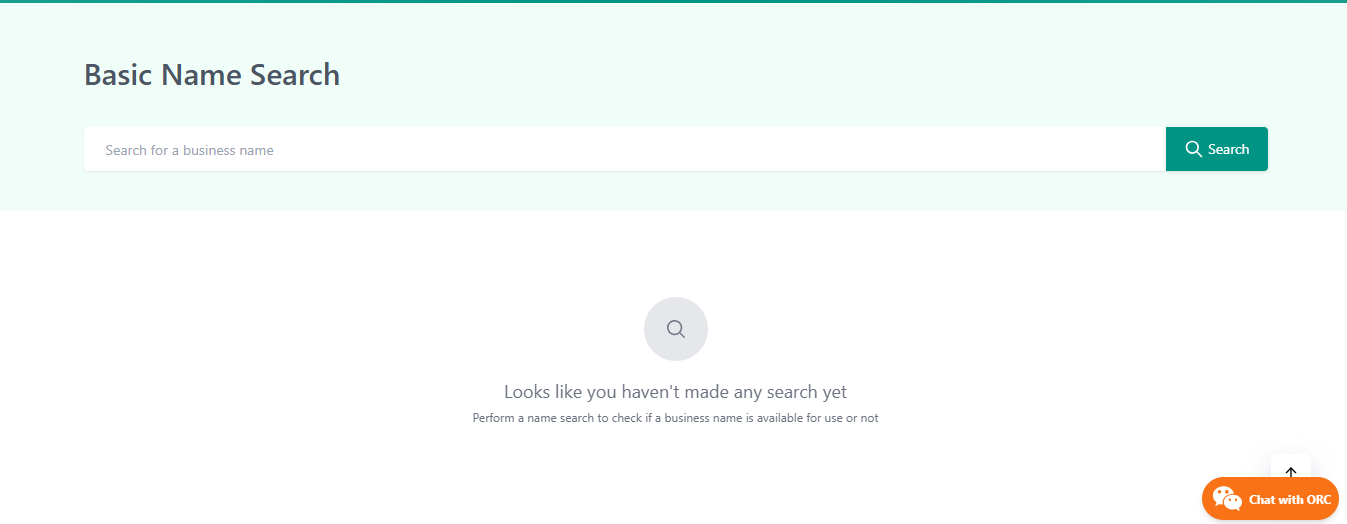 Basic Name Search
Search for a business name
Search
Looks like you haven't made any search yet
Perform a name search to check if a business name is available for use or not
Chat with ORC